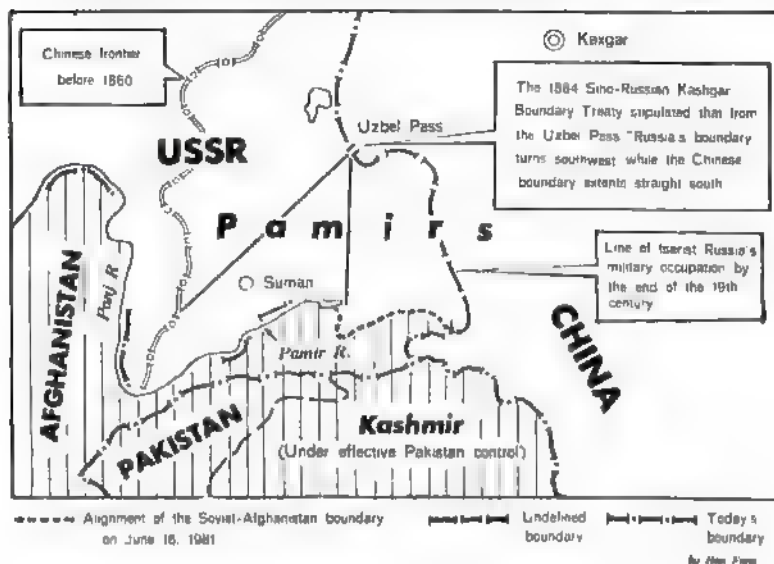 Chinese frontier
before 1860
Kaxgar
The 1884 Sino-Russian Kashgar
Boundary Treaty stipulated that from
the Uzbel Pass "Russia's boundary
turns southwest while the Chinese
boundary extents straight south
Uzbel Pass
USSR
Pamirs
Line of tsarist Russia's
military occupation by
the end of the 19th
century
AFGHANISTAN
Panj R.
Suman
Pamir R.
CHINA
PAKISTAN
Kashmir
(Under effective Pakistan control)
Alignment of the Soviet-Afghanistan boundary
on June 16, 1981
Undefined
boundary
Today's
boundary
by